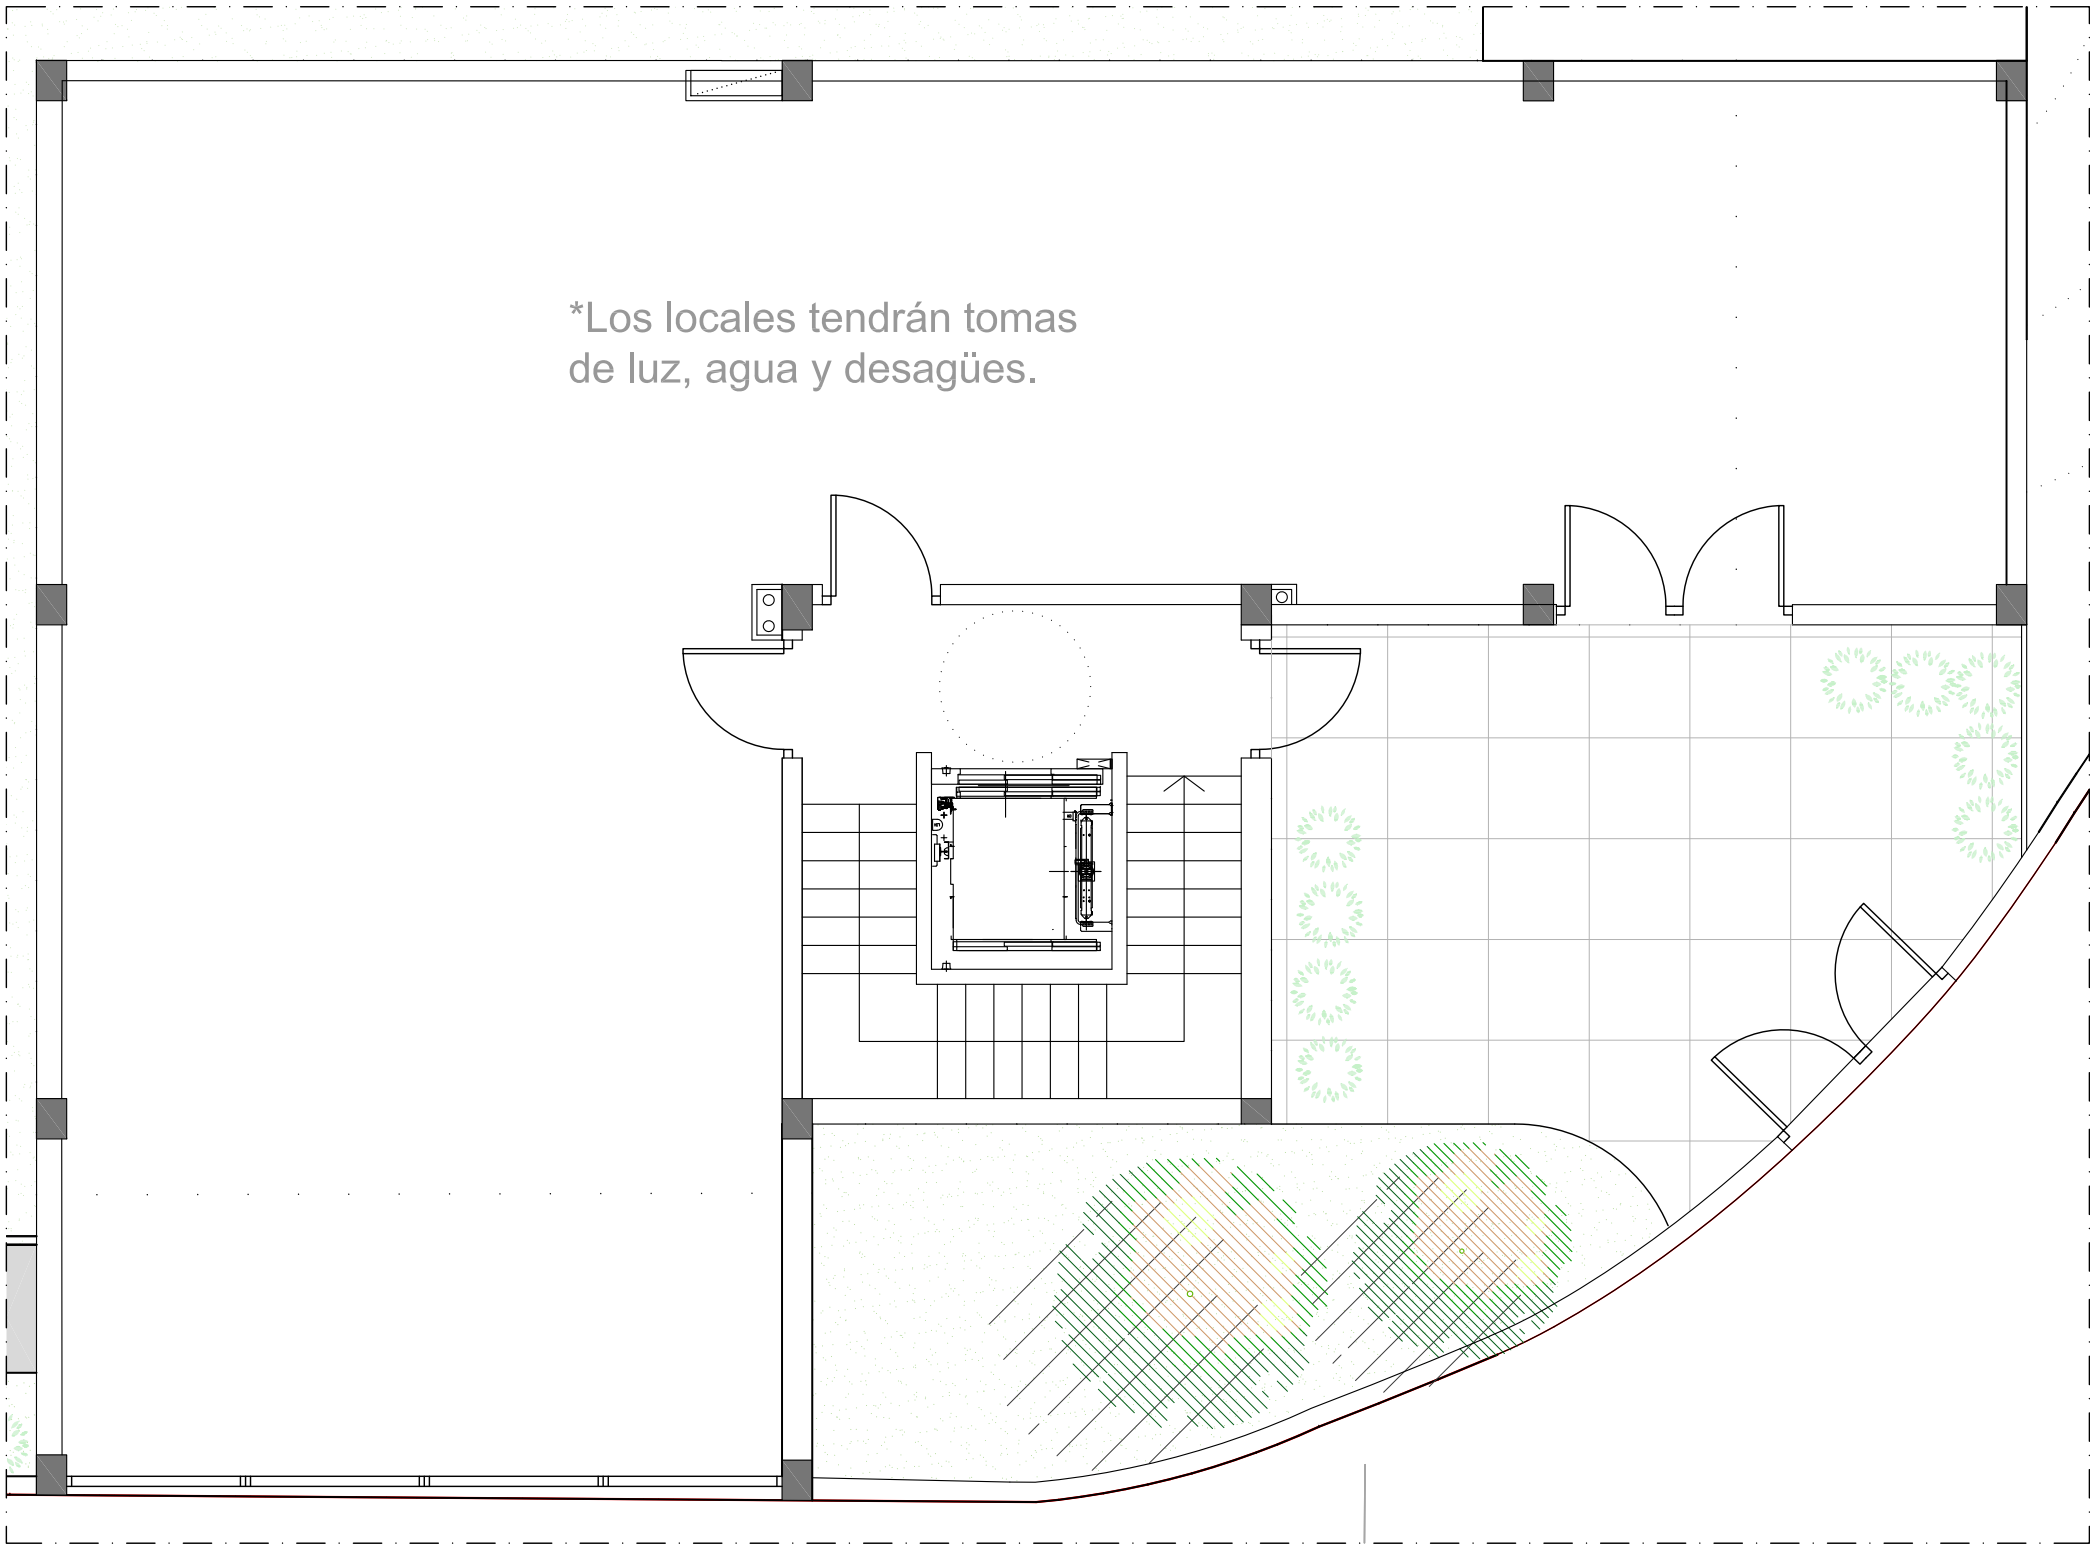 *Los locales tendrán tomas
de luz, agua y desagües.